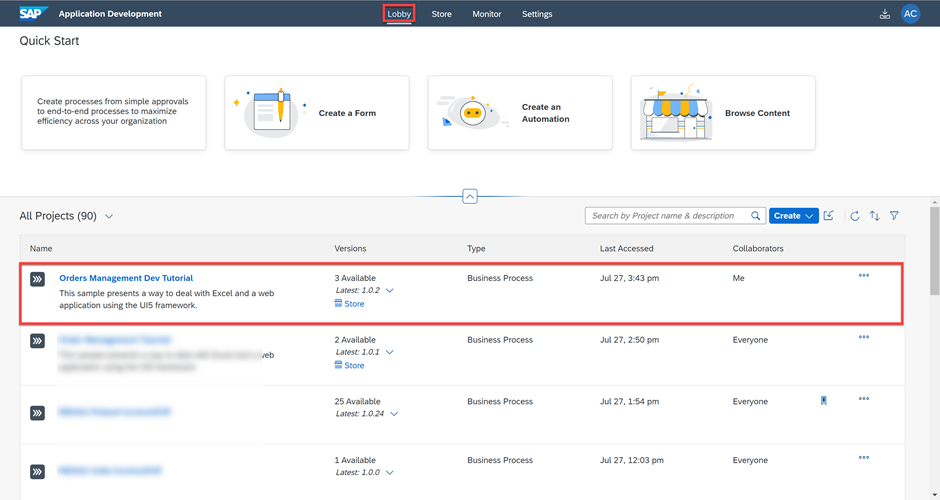 SAP Application Development Lobby Store Monitor Settings AC
Quick Start
Create processes from simple approvals
to end-to-end processes to maximize
efficiency across your organization
Create a Form
Create an
Automation
Browse Content
All Projects (90)
Search by Project name & description
Create
Name Versions Type Last Accessed Collaborators
Orders Management Dev Tutorial 3 Available Business Process Jul 27, 3:43 pm Me
This sample presents a way to deal with Excel and a web
application using the UI5 framework.
Latest: 1.0.2
Store
2 Available Business Process Jul 27, 2:50 pm Everyone
Latest: 1.0.1
web
Store
25 Available Business Process Jul 27, 1:54 pm Everyone
Latest: 1.0.24
1 Available Business Process Jul 27, 12:03 pm Everyone
Latest: 1.0.0